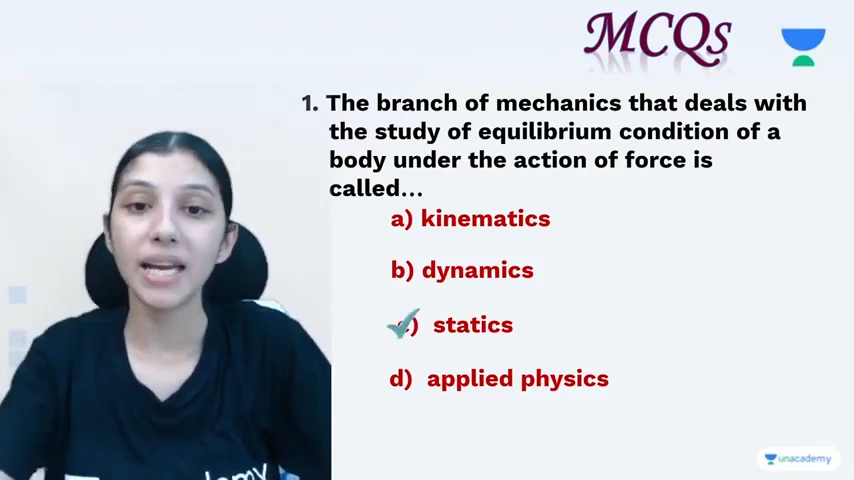 MCQs
1. The branch of mechanics that deals with
the study of equilibrium condition of a
body under the action of force is
called...
a) kinematics
b) dynamics
c) statics
d) applied physics
unacademy